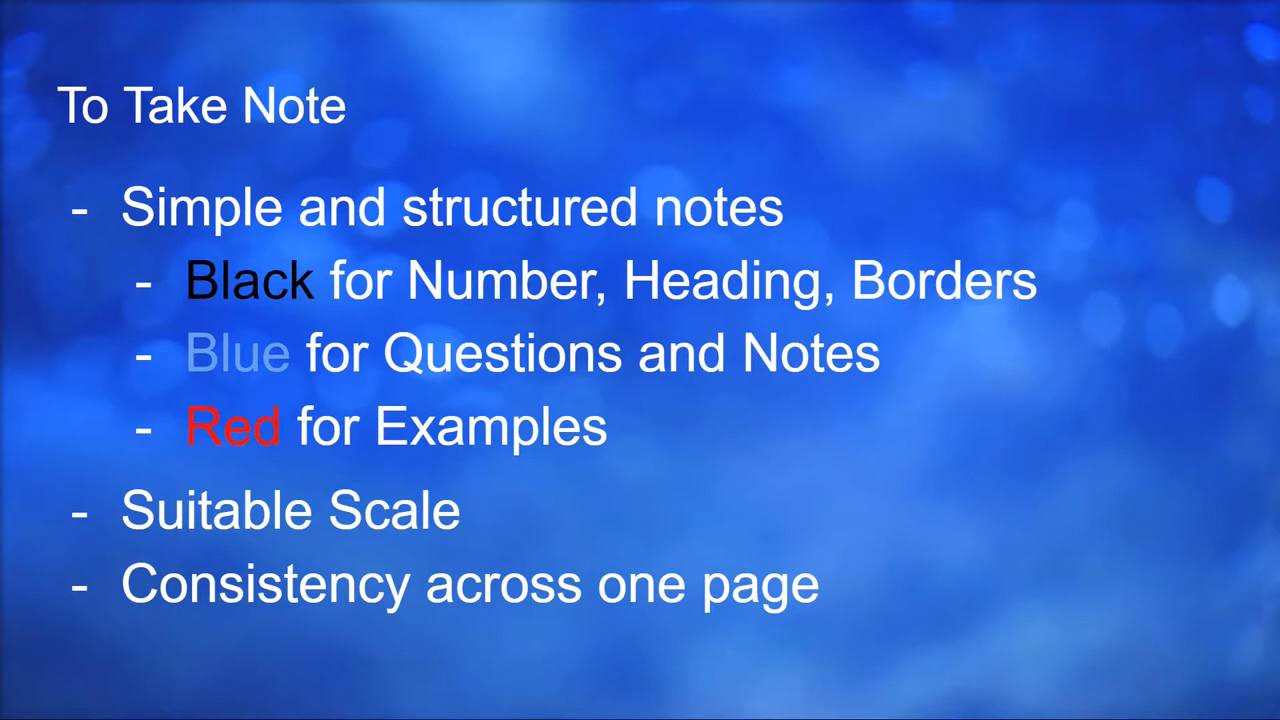 To Take Note
- Simple and structured notes
- Black for Number, Heading, Borders
- Blue for Questions and Notes
- Red for Examples
- Suitable Scale
- Consistency across one page